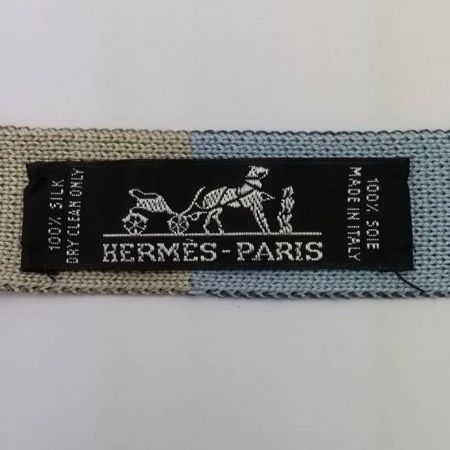 100% SILK
DRY CLEAN ONLY
HERMÈS-PARIS
100% SOIE
MADE IN ITALY